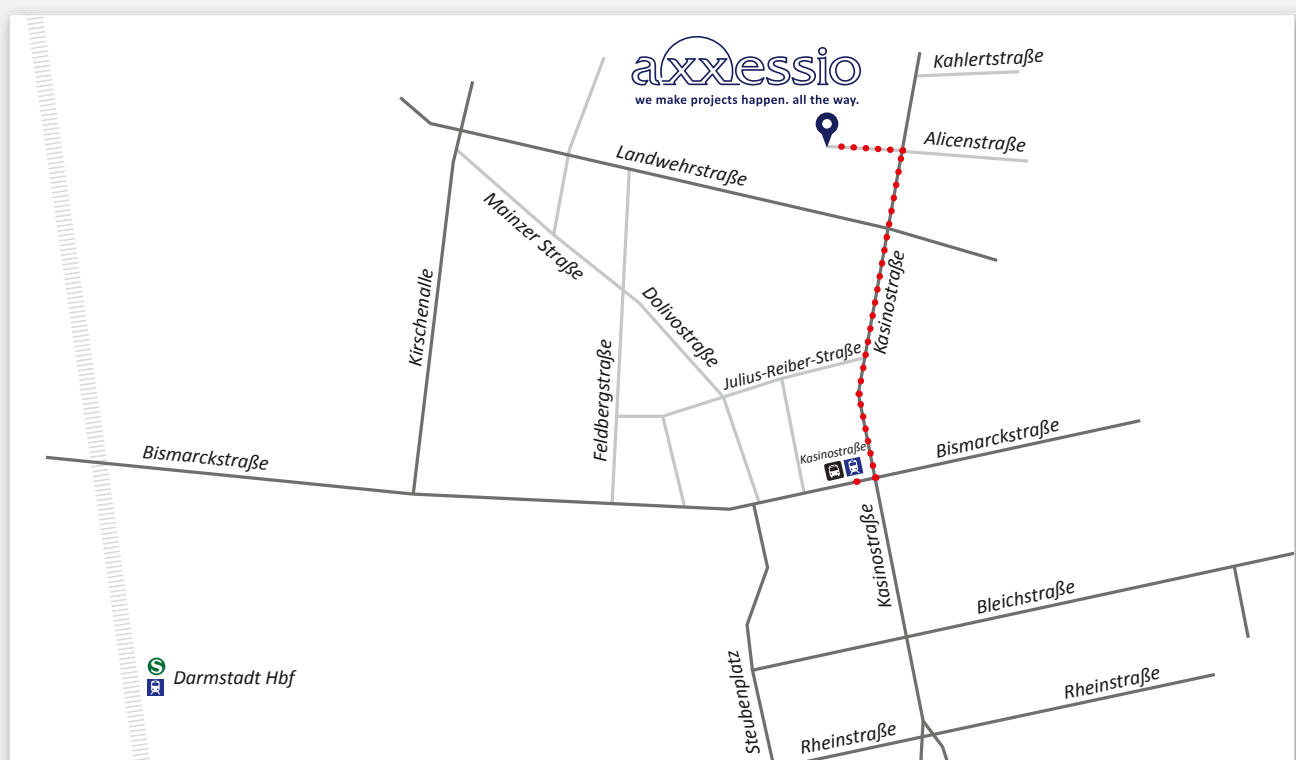 axxessio
we make projects happen. all the way.
Kahlertstraße
Alicenstraße
Landwehrstraße
Mainzer Straße
Kirschenalle
Dolivostraße
Kasinostraße
Feldbergstraße
Julius-Reiber-Straße
Bismarckstraße
Kasinostraße
Bismarckstraße
Kasinostraße
Bleichstraße
S
Darmstadt Hbf
Steubenplatz
Rheinstraße
Rheinstraße